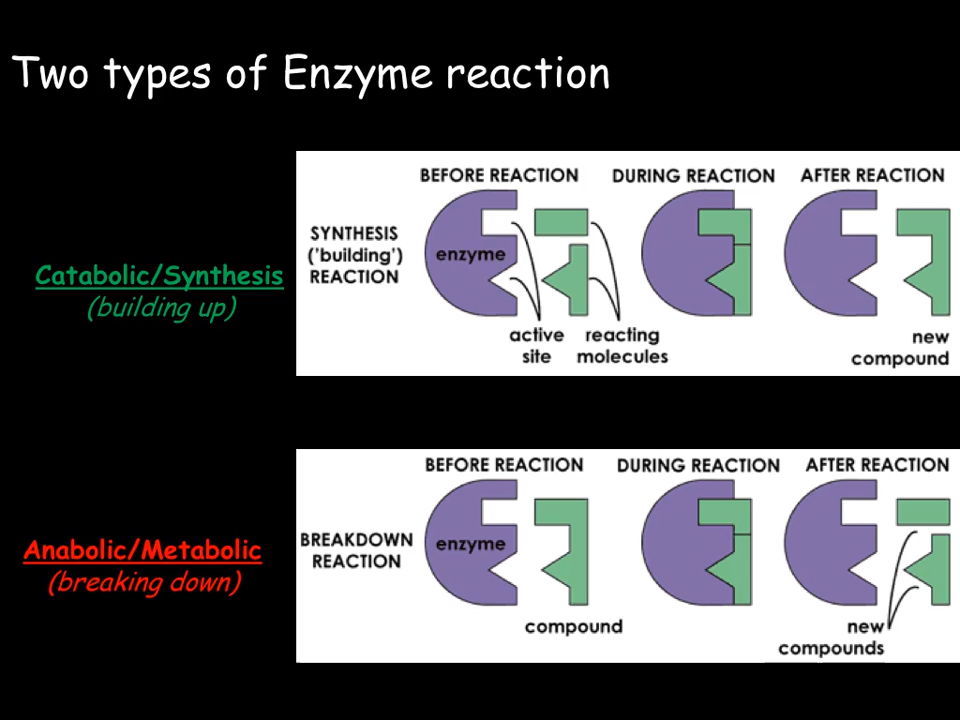 Two types of Enzyme reaction
Catabolic/Synthesis
(building up)
BEFORE REACTION
DURING REACTION
AFTER REACTION
SYNTHESIS
('building')
REACTION
enzyme
active
site
reacting
molecules
new
compound
Anabolic/Metabolic
(breaking down)
BEFORE REACTION
DURING REACTION
AFTER REACTION
BREAKDOWN
REACTION
enzyme
compound
new
compounds